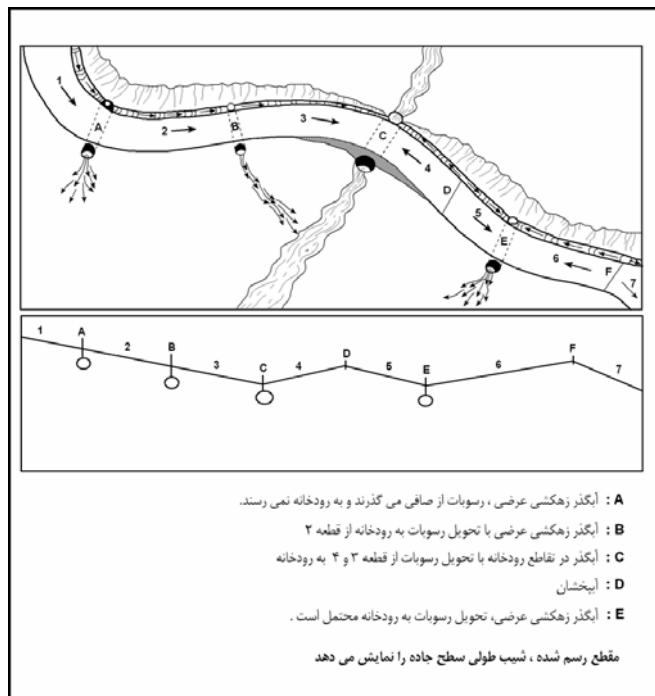 1
A
2
B
3
C
4
D
5
E
6
F
7
1
A
2
B
3
C
4
D
5
E
6
F
7
A : آبگذر زهکشی عرضی ، رسوبات از صافی می گذرند و به رودخانه نمی رسند.
B : آبگذر زهکشی عرضی با تحویل رسوبات به رودخانه از قطعه ۲
C : آبگذر در تقاطع رودخانه با تحویل رسوبات از قطعه ۳ و ۴ به رودخانه
D : آبپخشان
E : آبگذر زهکشی عرضی، تحویل رسوبات به رودخانه محتمل است .
مقطع رسم شده ، شیب طولی سطح جاده را نمایش می دهد